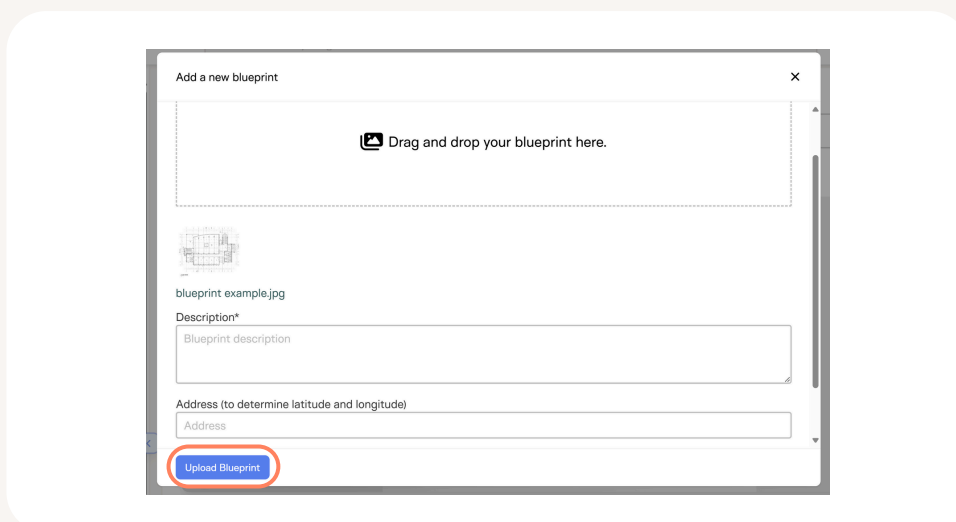 Add a new blueprint
Drag and drop your blueprint here.
blueprint example.jpg
Description*
Blueprint description
Address (to determine latitude and longitude)
Address
Upload Blueprint